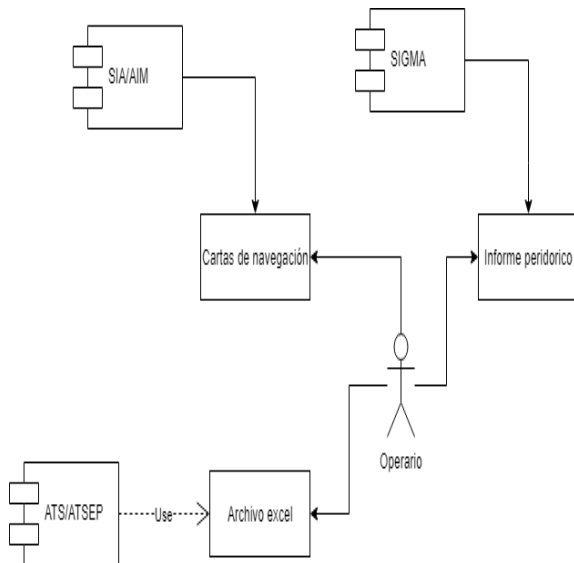 SIA/AIM
SIGMA
Cartas de navegación
Informe peridorico
Operario
ATS/ATSEP
Use
Archivo excel